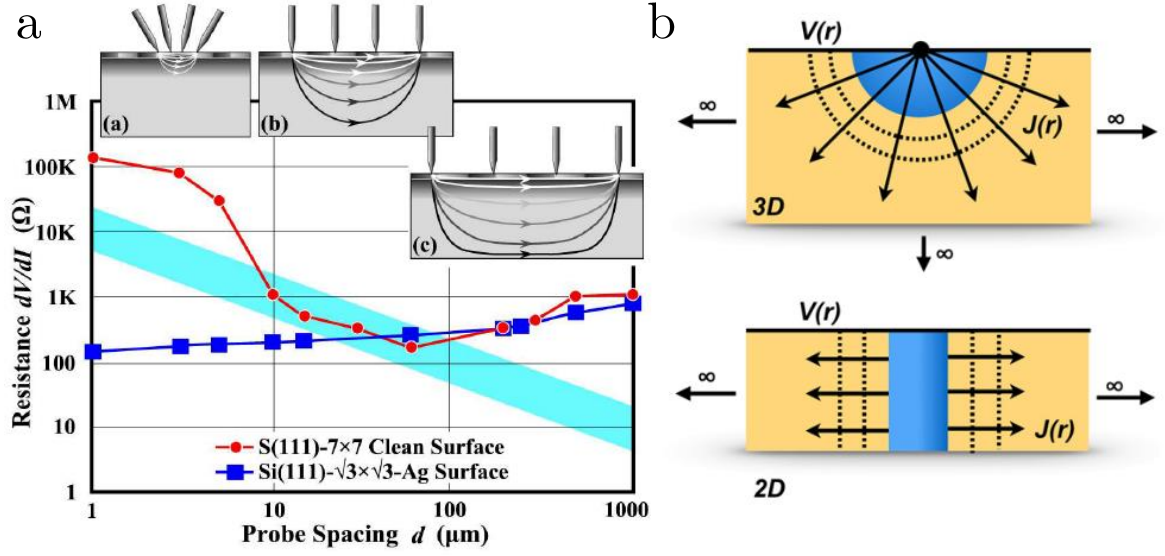 a
(a)
(b)
(c)
1M
100K
10K
1K
100
10
1
Resistance dV/dI (Ω)
S(111)-7×7 Clean Surface
Si(111)-√3×√3-Ag Surface
1
10
100
1000
Probe Spacing d (μm)
b
V(r)
∞
∞
J(r)
3D
∞
V(r)
∞
∞
J(r)
2D